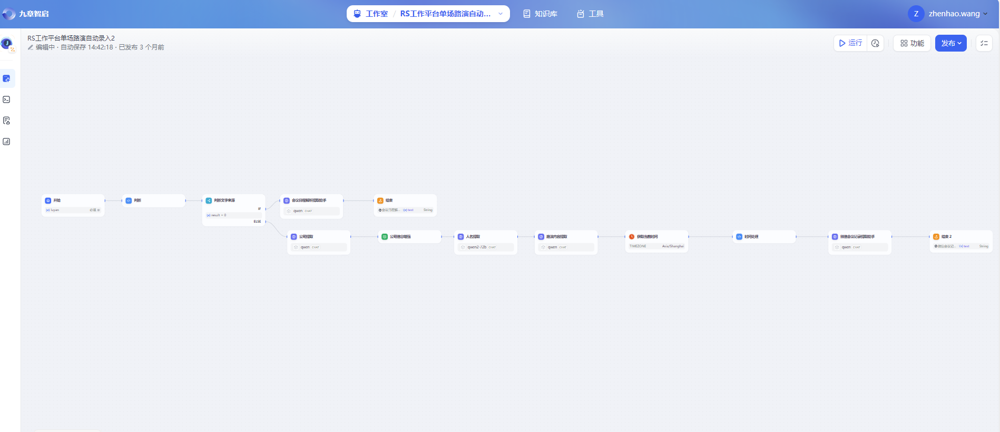 九章智启
工作室 / RS工作平台单场路演自动...
知识库
工具
Z
zhenhao.wang
RS工作平台单场路演自动录入2
编辑中 · 自动保存 14:42:18 · 已发布 3 个月前
运行
功能
发布
开始
{x} luyan
必填
判断
判断文字来源
IF
{x} result = 0
ELSE
会议日程解析提取助手
qwen CHAT
结束
会议日程解... {x} text String
公司提取
qwen CHAT
公司信息增强
人名提取
qwen2-72b CHAT
路演内容提取
qwen CHAT
获取当前时间
TIMEZONE Asia/Shanghai
时间处理
微信会议记录提取助手
qwen CHAT
结束 2
微信会议记... {x} text String